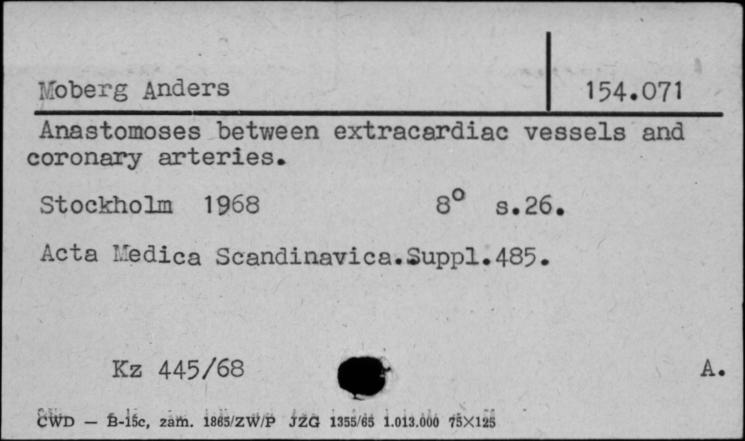 Moberg Anders 154.071
Anastomoses between extracardiac vessels and
coronary arteries.
Stockholm 1968 8° s.26.
Acta Medica Scandinavica.Suppl.485.
Kz 445/68 A.
CWD — B-15c, zam. 1865/ZW/P JZG 1355/65 1.013.000 75×125